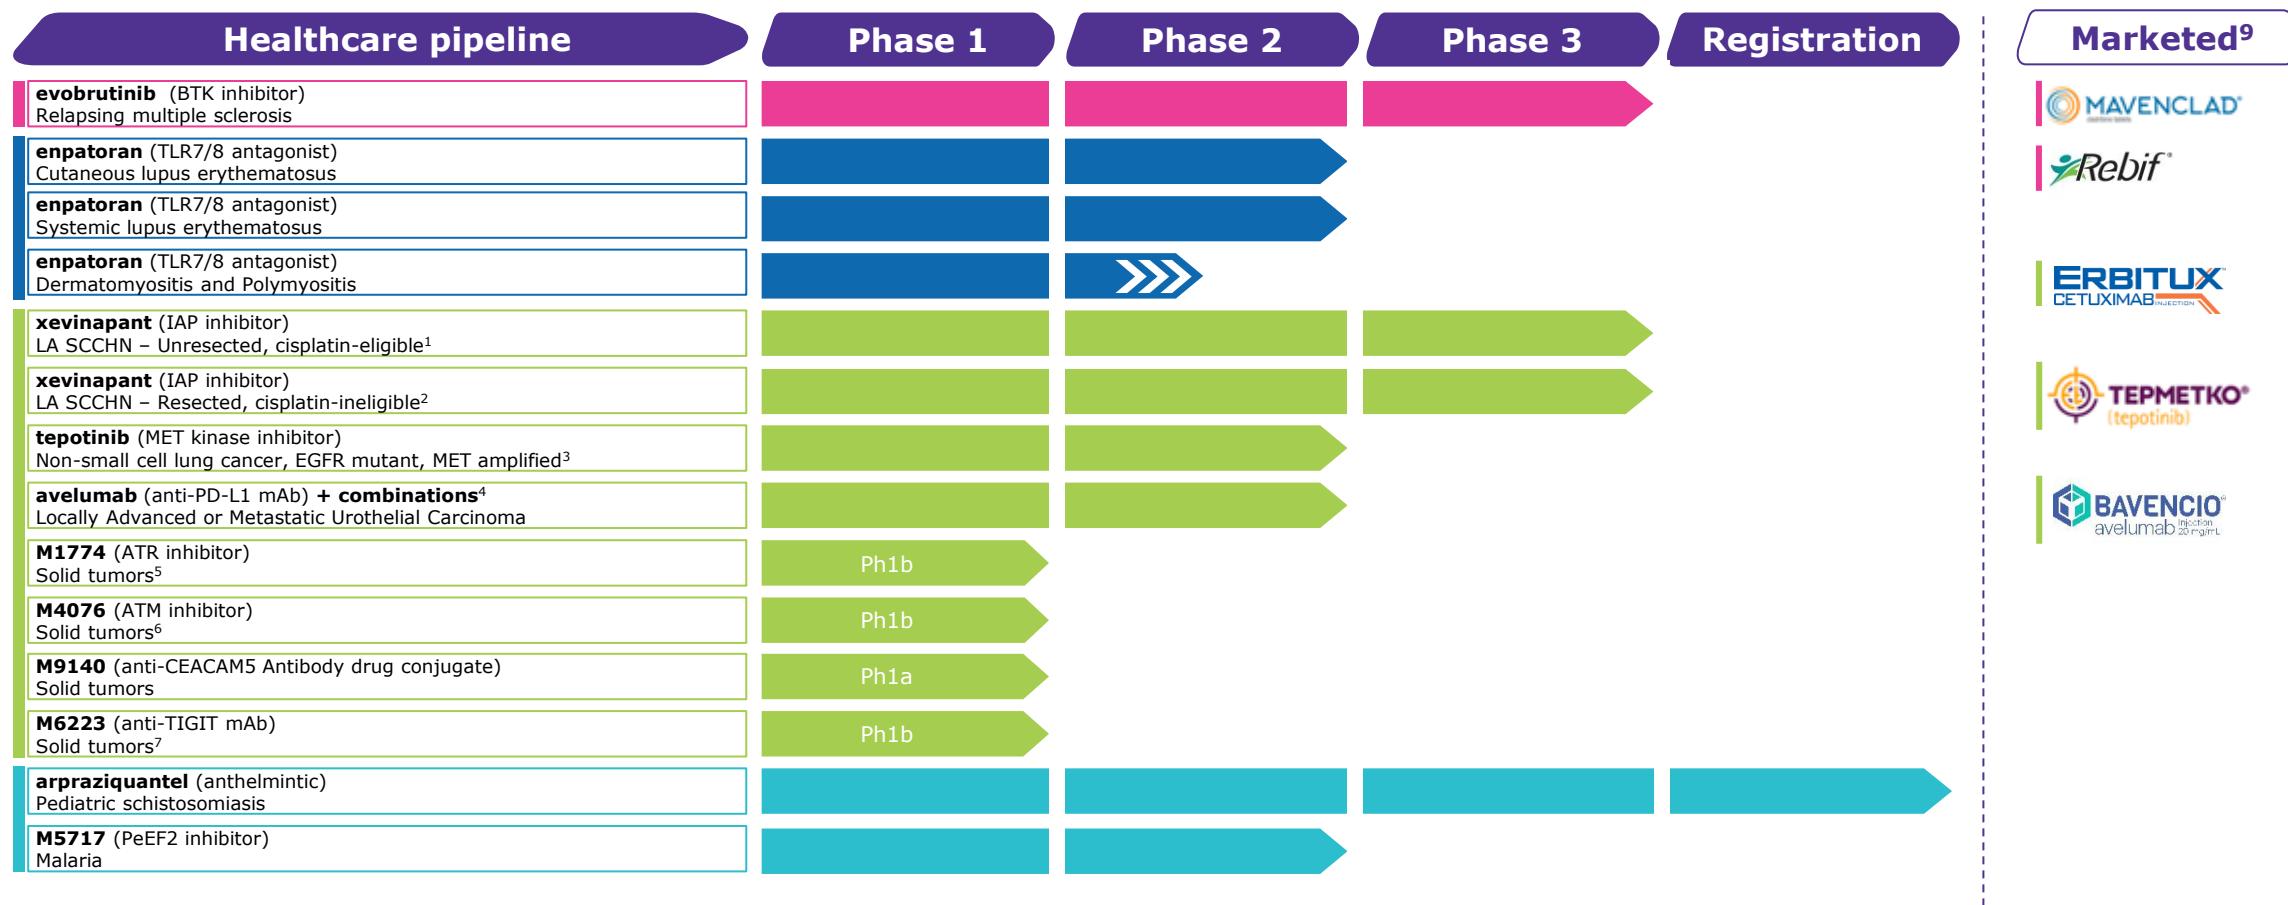 Healthcare pipeline
Phase 1
Phase 2
Phase 3
Registration
Marketed⁹
evobrutinib (BTK inhibitor)
Relapsing multiple sclerosis
enpatoran (TLR7/8 antagonist)
Cutaneous lupus erythematosus
enpatoran (TLR7/8 antagonist)
Systemic lupus erythematosus
enpatoran (TLR7/8 antagonist)
Dermatomyositis and Polymyositis
xevinapant (IAP inhibitor)
LA SCCHN – Unresected, cisplatin-eligible¹
xevinapant (IAP inhibitor)
LA SCCHN – Resected, cisplatin-ineligible²
tepotinib (MET kinase inhibitor)
Non-small cell lung cancer, EGFR mutant, MET amplified³
avelumab (anti-PD-L1 mAb) + combinations⁴
Locally Advanced or Metastatic Urothelial Carcinoma
M1774 (ATR inhibitor)
Solid tumors⁵
Ph1b
M4076 (ATM inhibitor)
Solid tumors⁶
Ph1b
M9140 (anti-CEACAM5 Antibody drug conjugate)
Solid tumors
Ph1a
M6223 (anti-TIGIT mAb)
Solid tumors⁷
Ph1b
arpraziquantel (anthelmintic)
Pediatric schistosomiasis
M5717 (PeEF2 inhibitor)
Malaria
MAVENCLAD®
Rebif®
ERBITUX
CETUXIMAB INJECTION
TEPMETKO®
(tepotinib)
BAVENCIO®
avelumab Injection
20 mg/mL